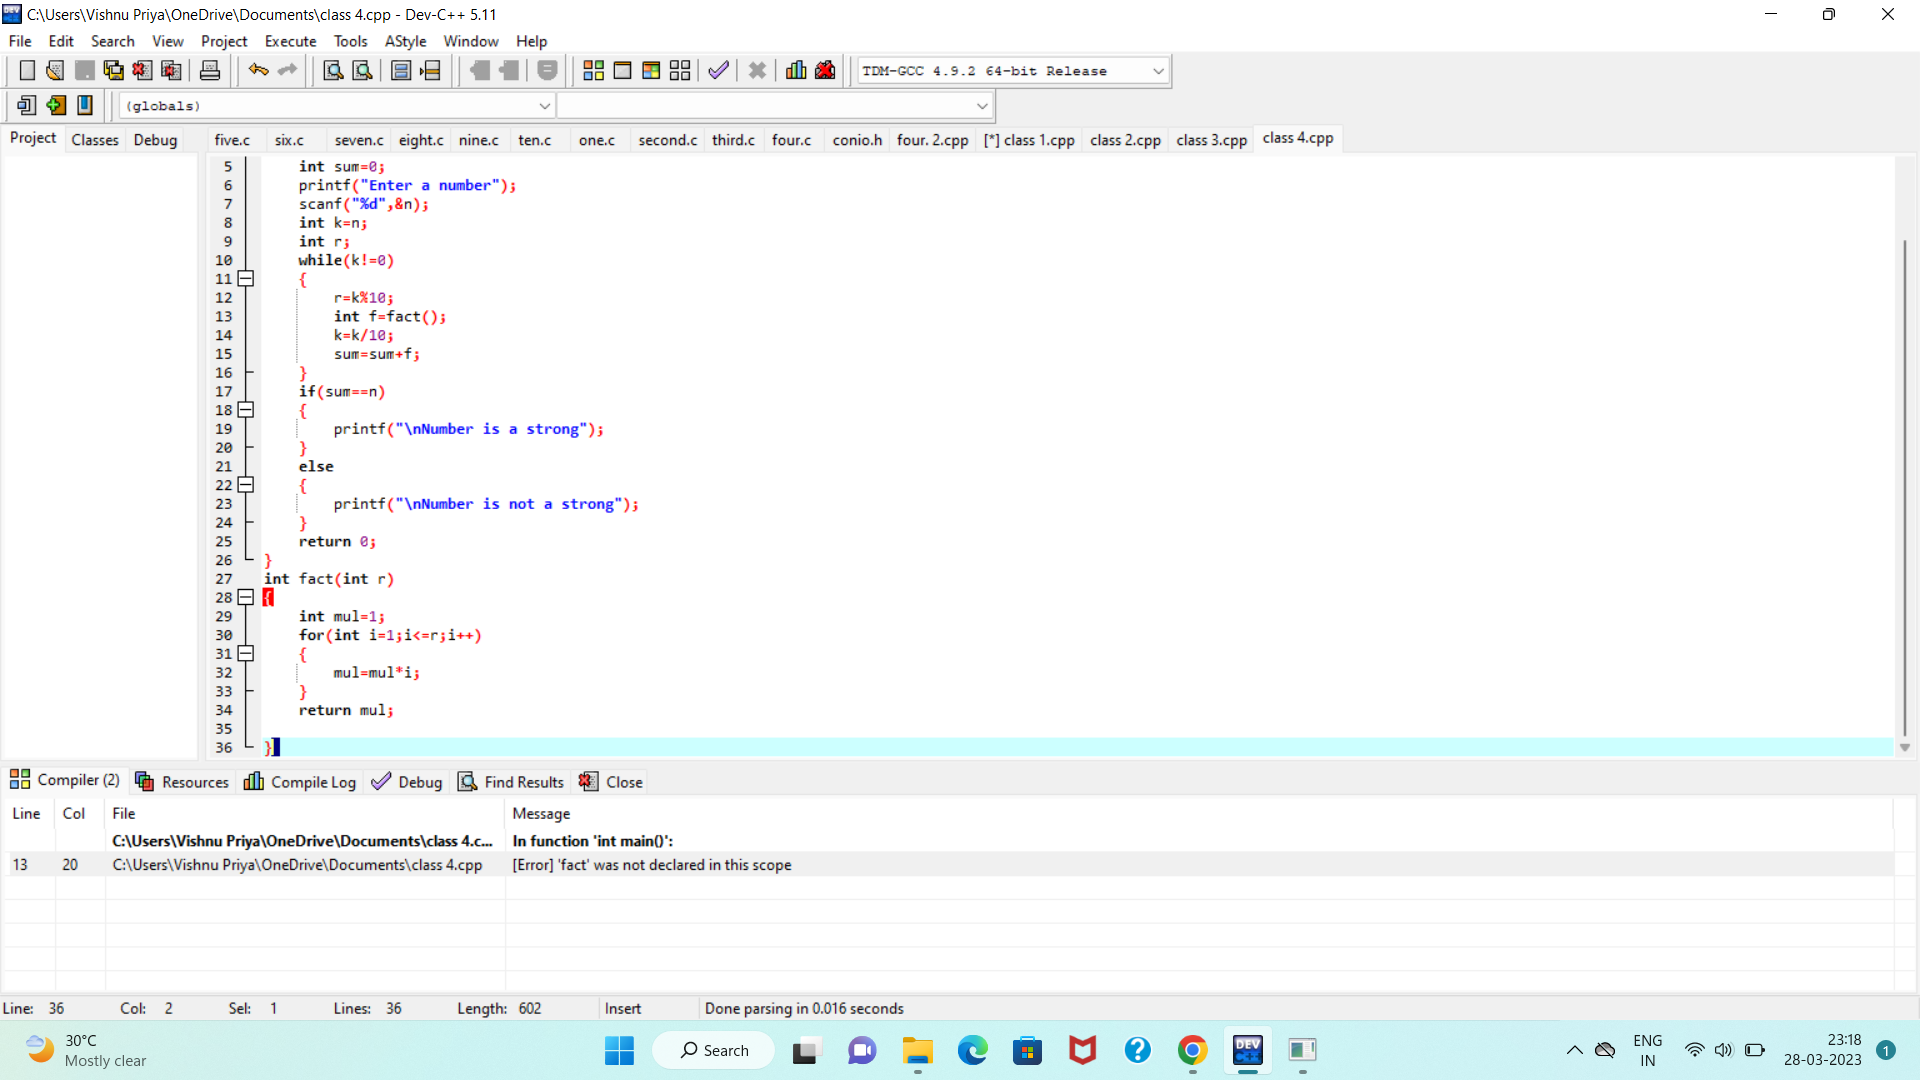 C:\Users\Vishnu Priya\OneDrive\Documents\class 4.cpp - Dev-C++ 5.11
File Edit Search View Project Execute Tools AStyle Window Help
TDM-GCC 4.9.2 64-bit Release
(globals)
Project Classes Debug five.c six.c seven.c eight.c nine.c ten.c one.c second.c third.c four.c conio.h four. 2.cpp [*] class 1.cpp class 2.cpp class 3.cpp class 4.cpp
5 int sum=0;
6 printf("Enter a number");
7 scanf("%d",&n);
8 int k=n;
9 int r;
10 while(k!=0)
11 {
12 r=k%10;
13 int f=fact();
14 k=k/10;
15 sum=sum+f;
16 }
17 if(sum==n)
18 {
19 printf("\nNumber is a strong");
20 }
21 else
22 {
23 printf("\nNumber is not a strong");
24 }
25 return 0;
26 }
27 int fact(int r)
28 {
29 int mul=1;
30 for(int i=1;i<=r;i++)
31 {
32 mul=mul*i;
33 }
34 return mul;
35
36 }
Compiler (2) Resources Compile Log Debug Find Results Close
Line Col File Message
C:\Users\Vishnu Priya\OneDrive\Documents\class 4.c... In function 'int main()':
13 20 C:\Users\Vishnu Priya\OneDrive\Documents\class 4.cpp [Error] 'fact' was not declared in this scope
Line: 36 Col: 2 Sel: 1 Lines: 36 Length: 602 Insert Done parsing in 0.016 seconds
30°C
Mostly clear
Search
DEV
C++
ENG
IN
23:18
28-03-2023
1